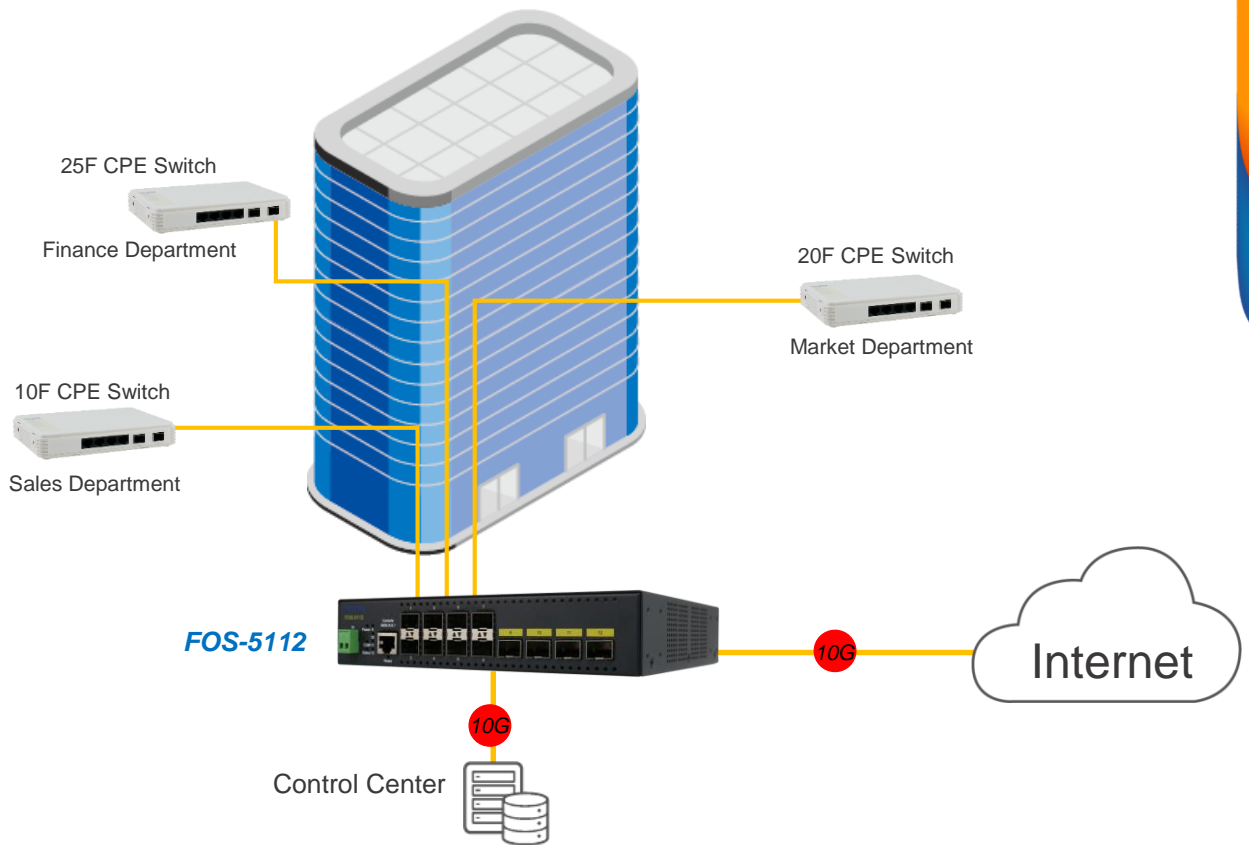 25F CPE Switch
Finance Department
20F CPE Switch
Market Department
10F CPE Switch
Sales Department
FOS-5112
10G
Internet
10G
Control Center